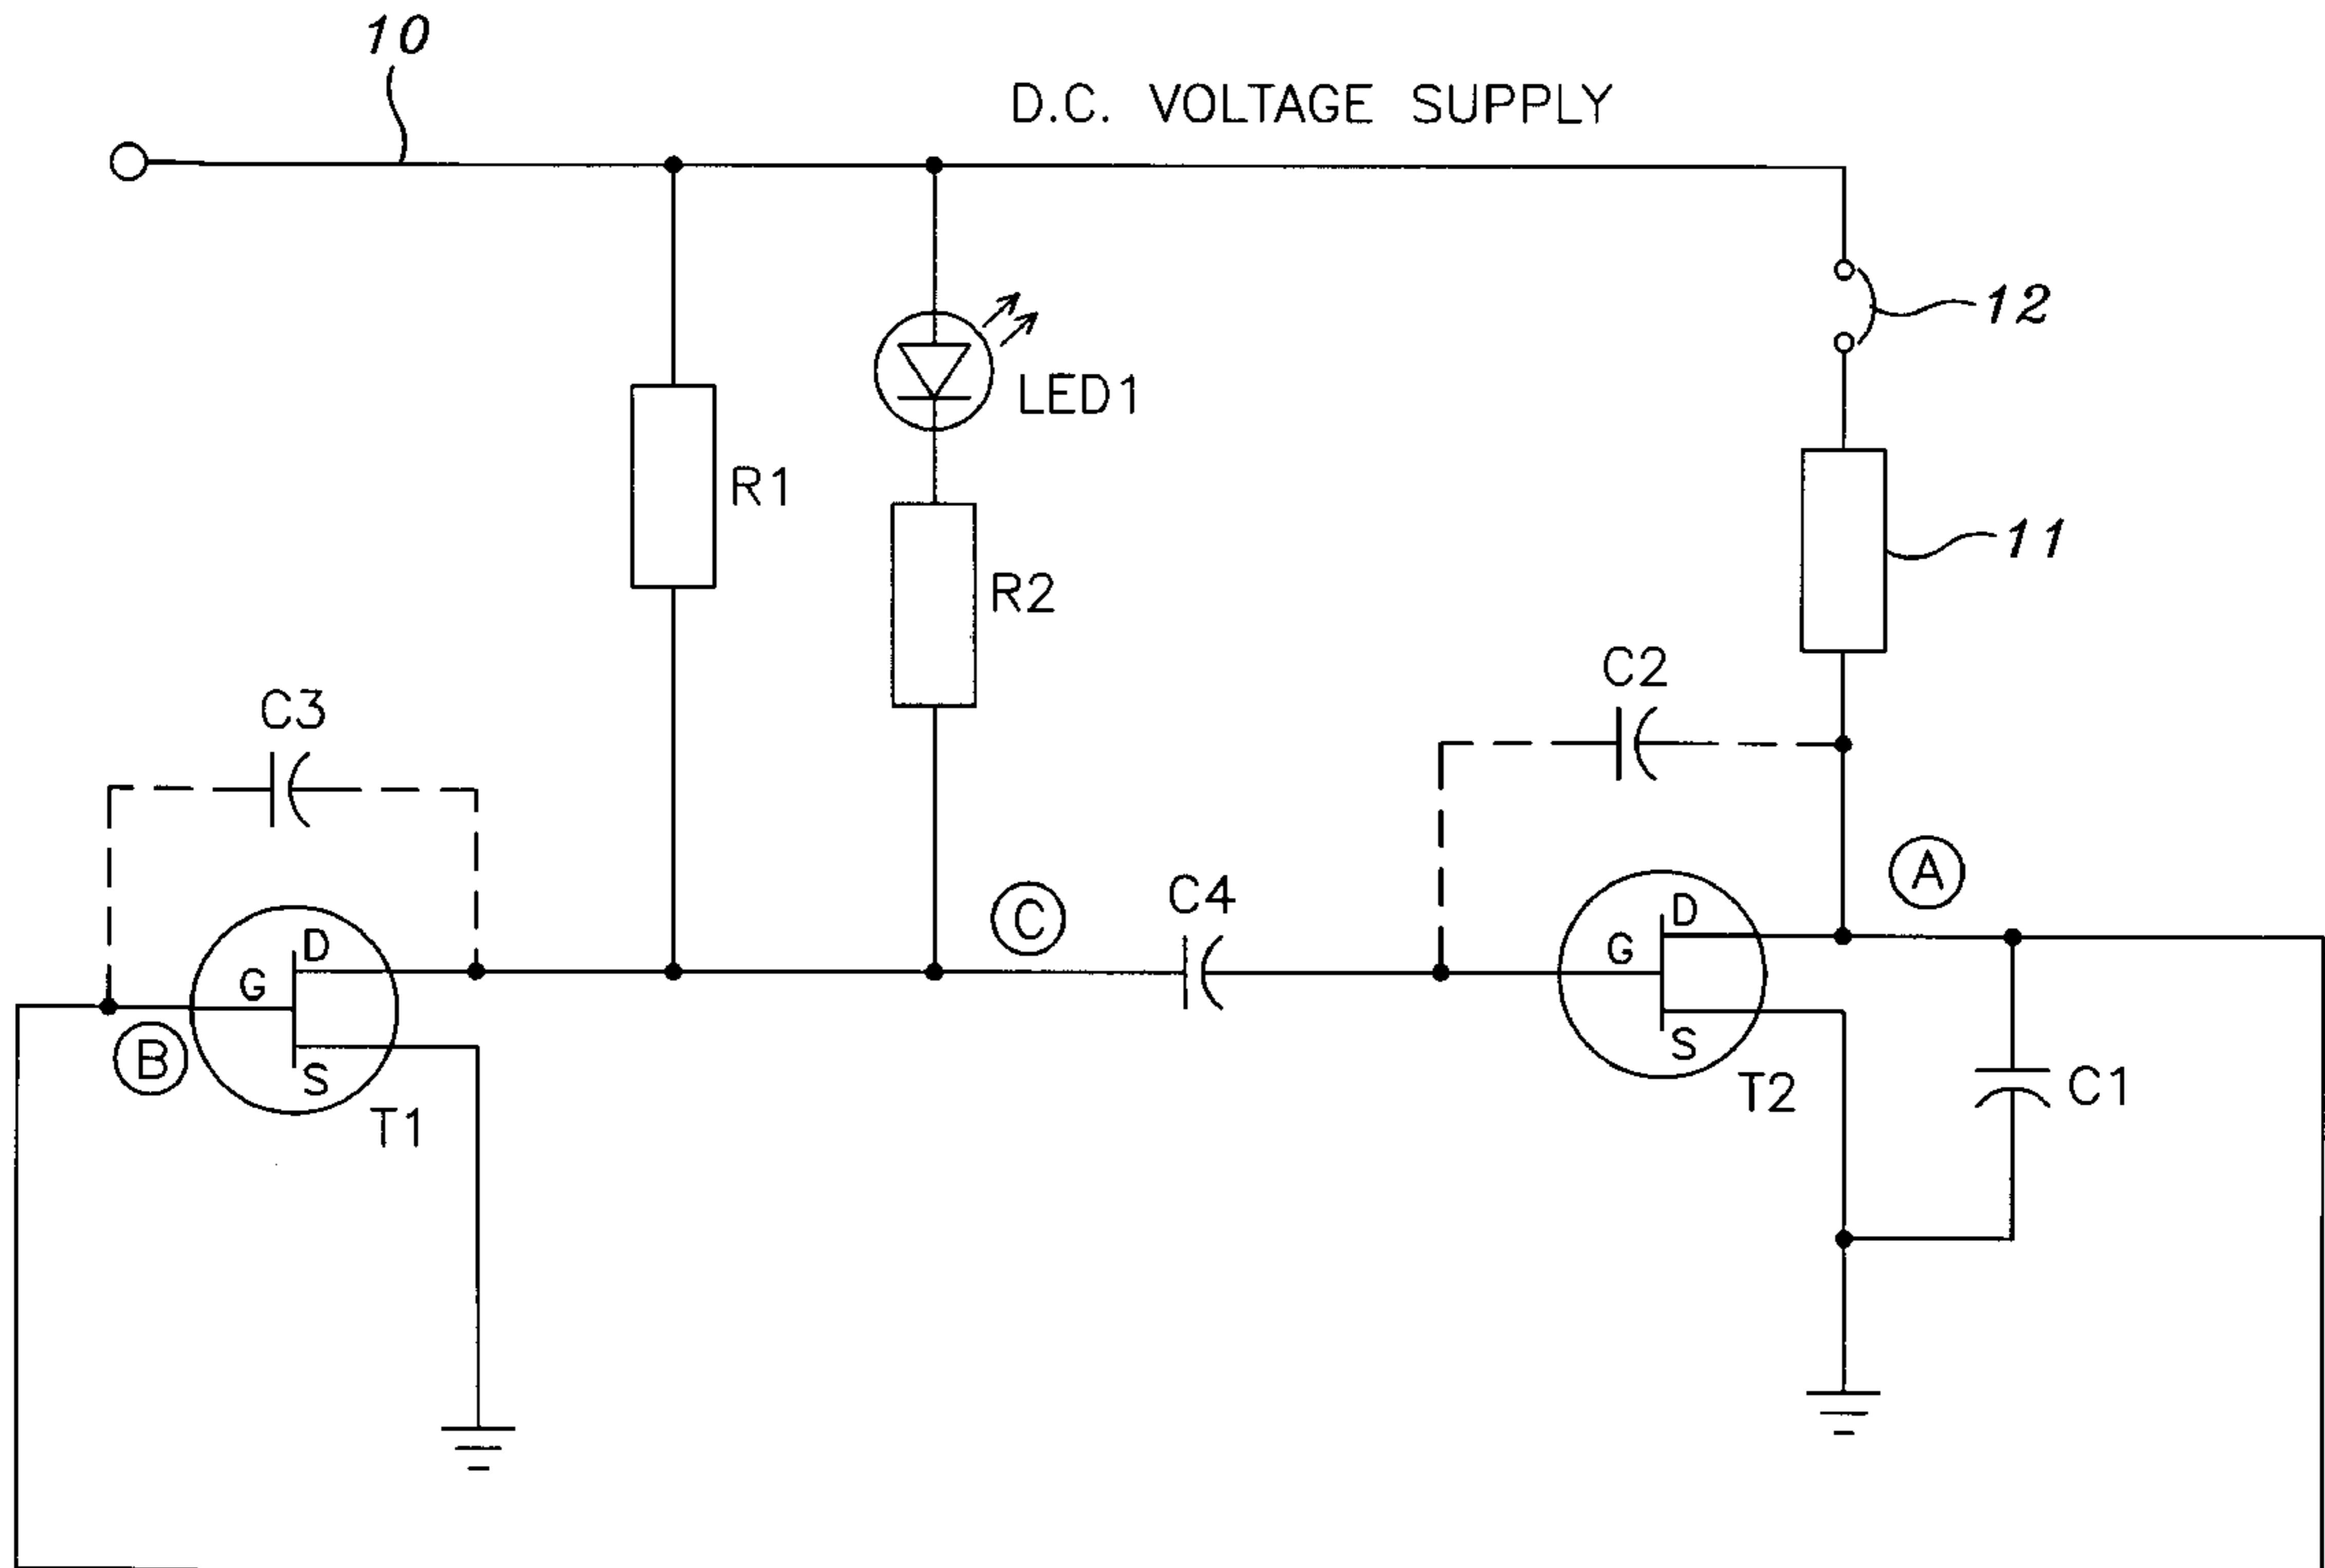 10
D.C. VOLTAGE SUPPLY
12
LED1
R1
11
R2
C2
C3
A
C4
C
D
G
D
G
S
B
S
T2
C1
T1